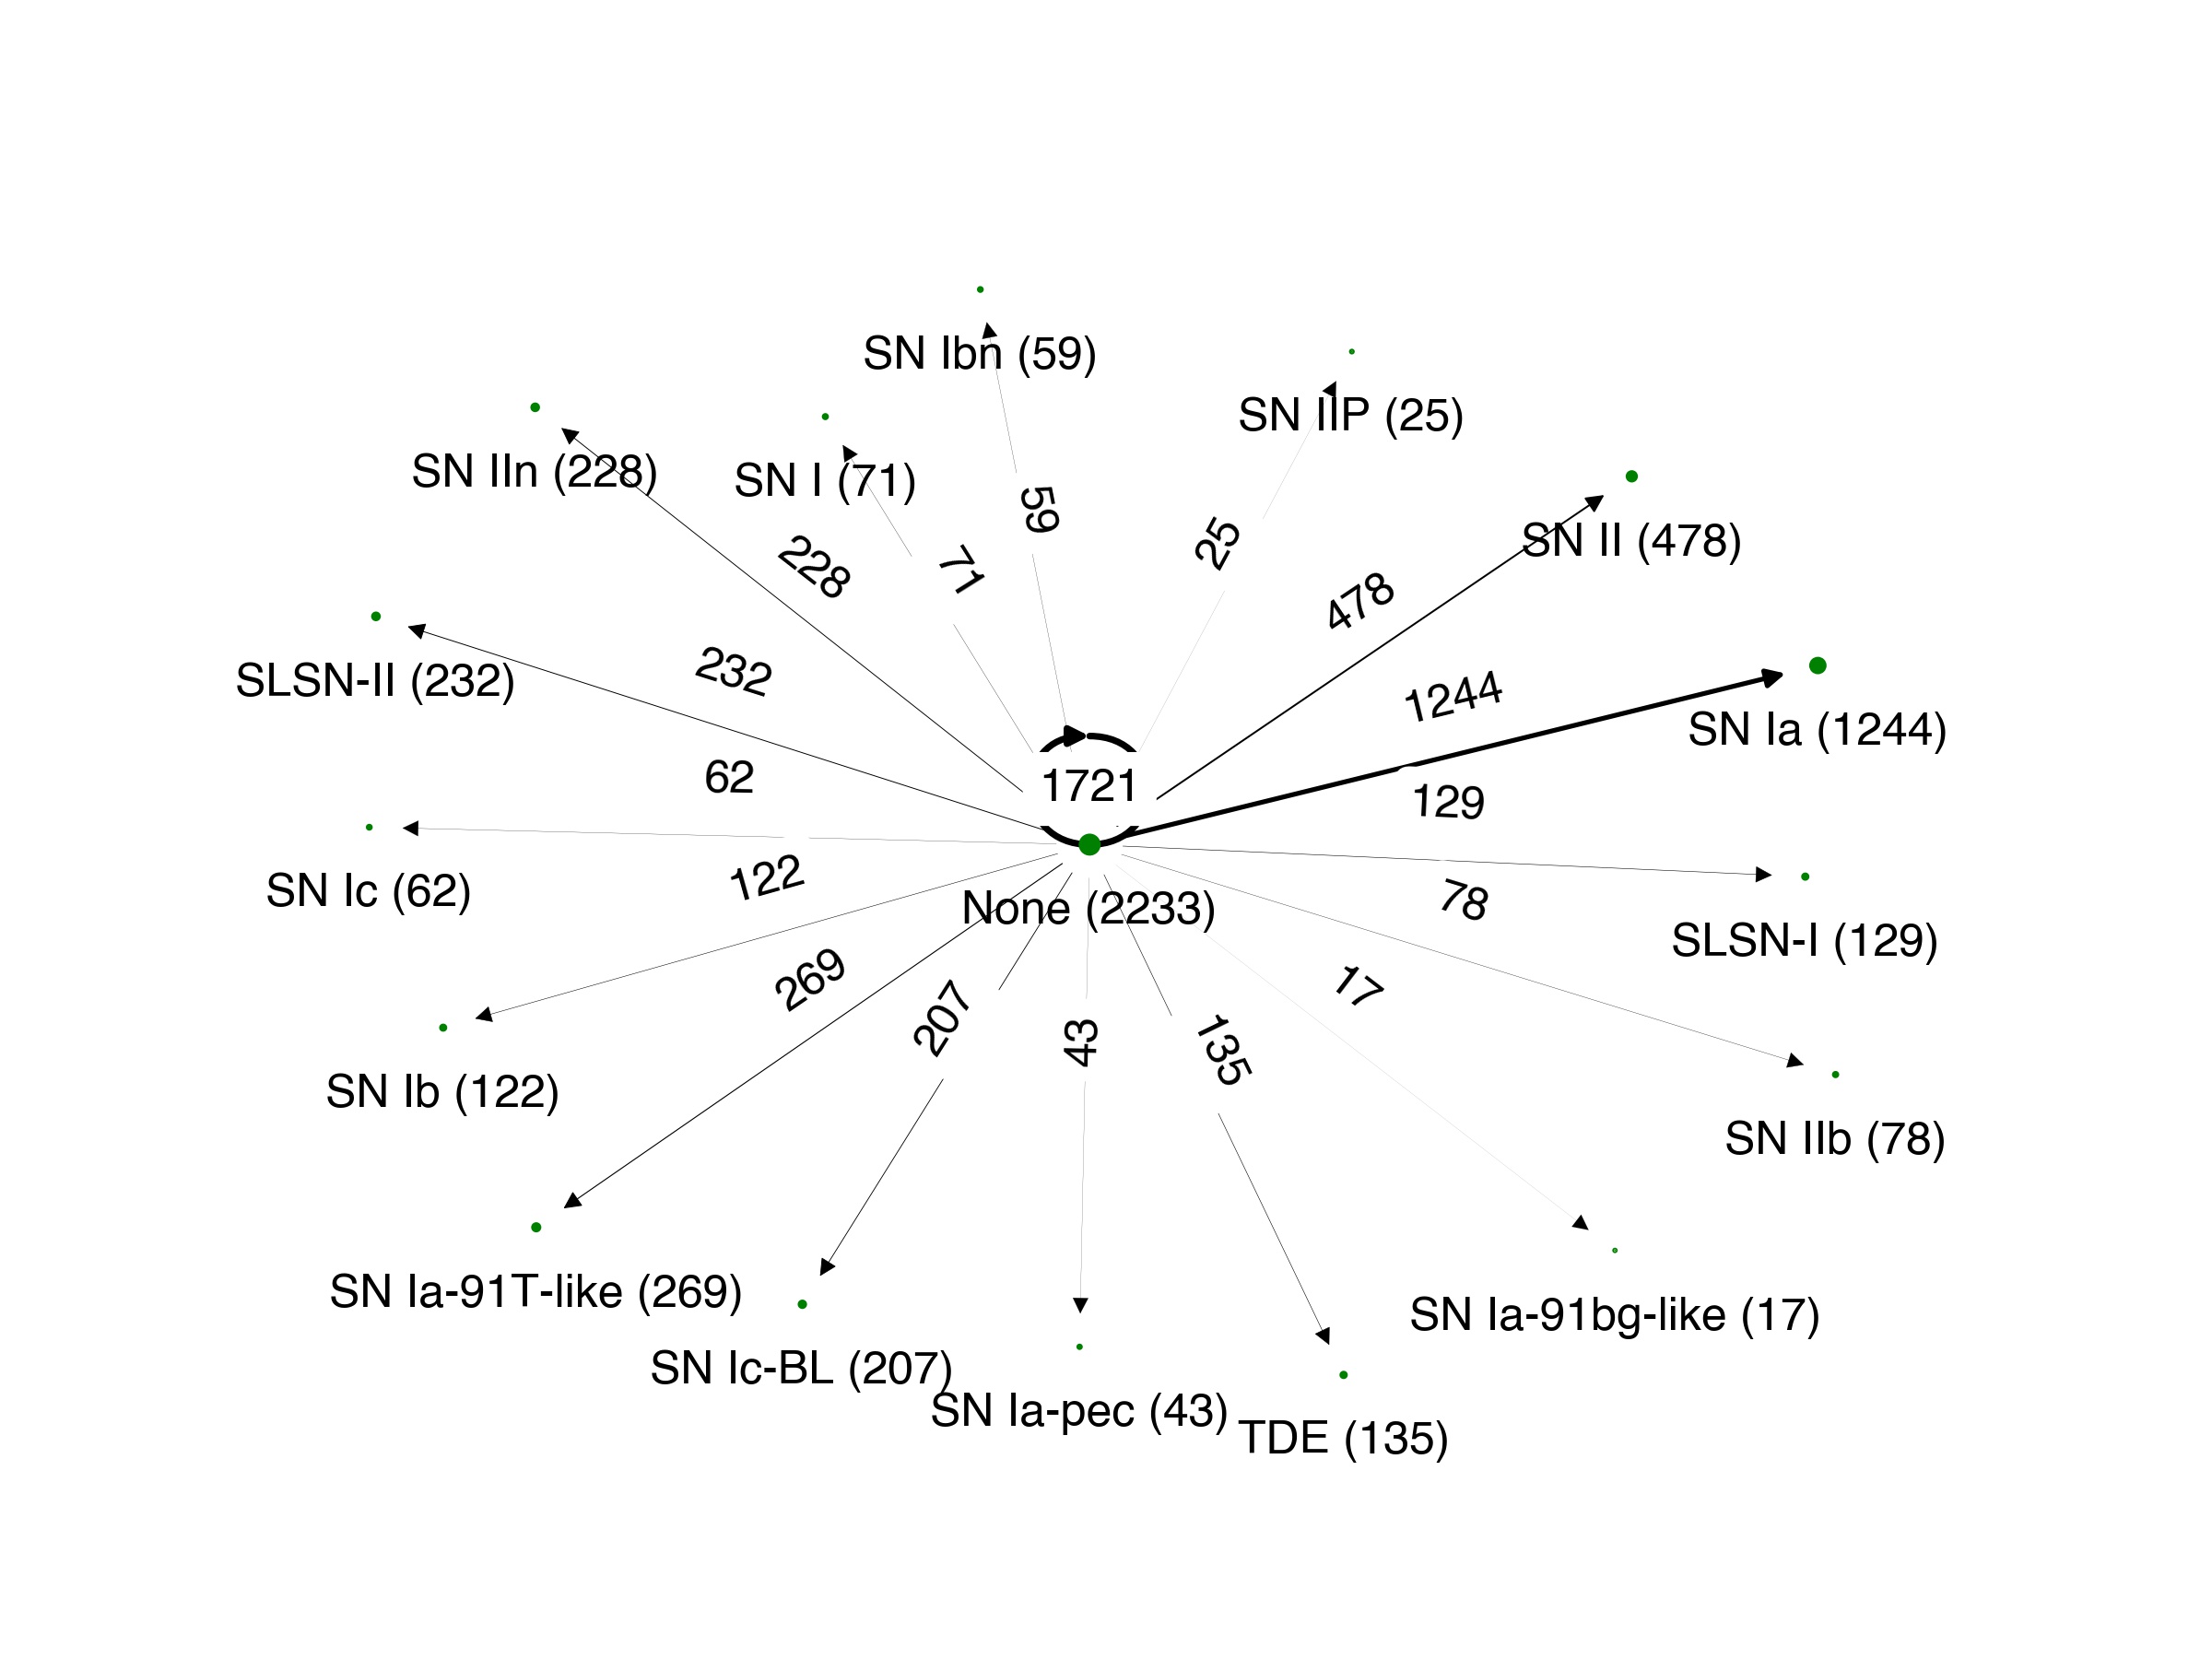 SN Ibn (59)
SN IIP (25)
SN IIn (228)
SN I (71)
59
25
SN II (478)
228
71
478
SLSN-II (232)
232
1244
SN Ia (1244)
62
1721
129
SN Ic (62)
122
None (2233)
78
SLSN-I (129)
269
207
43
135
17
SN Ib (122)
SN IIb (78)
SN Ia-91T-like (269)
SN Ia-91bg-like (17)
SN Ic-BL (207)
SN Ia-pec (43)
TDE (135)